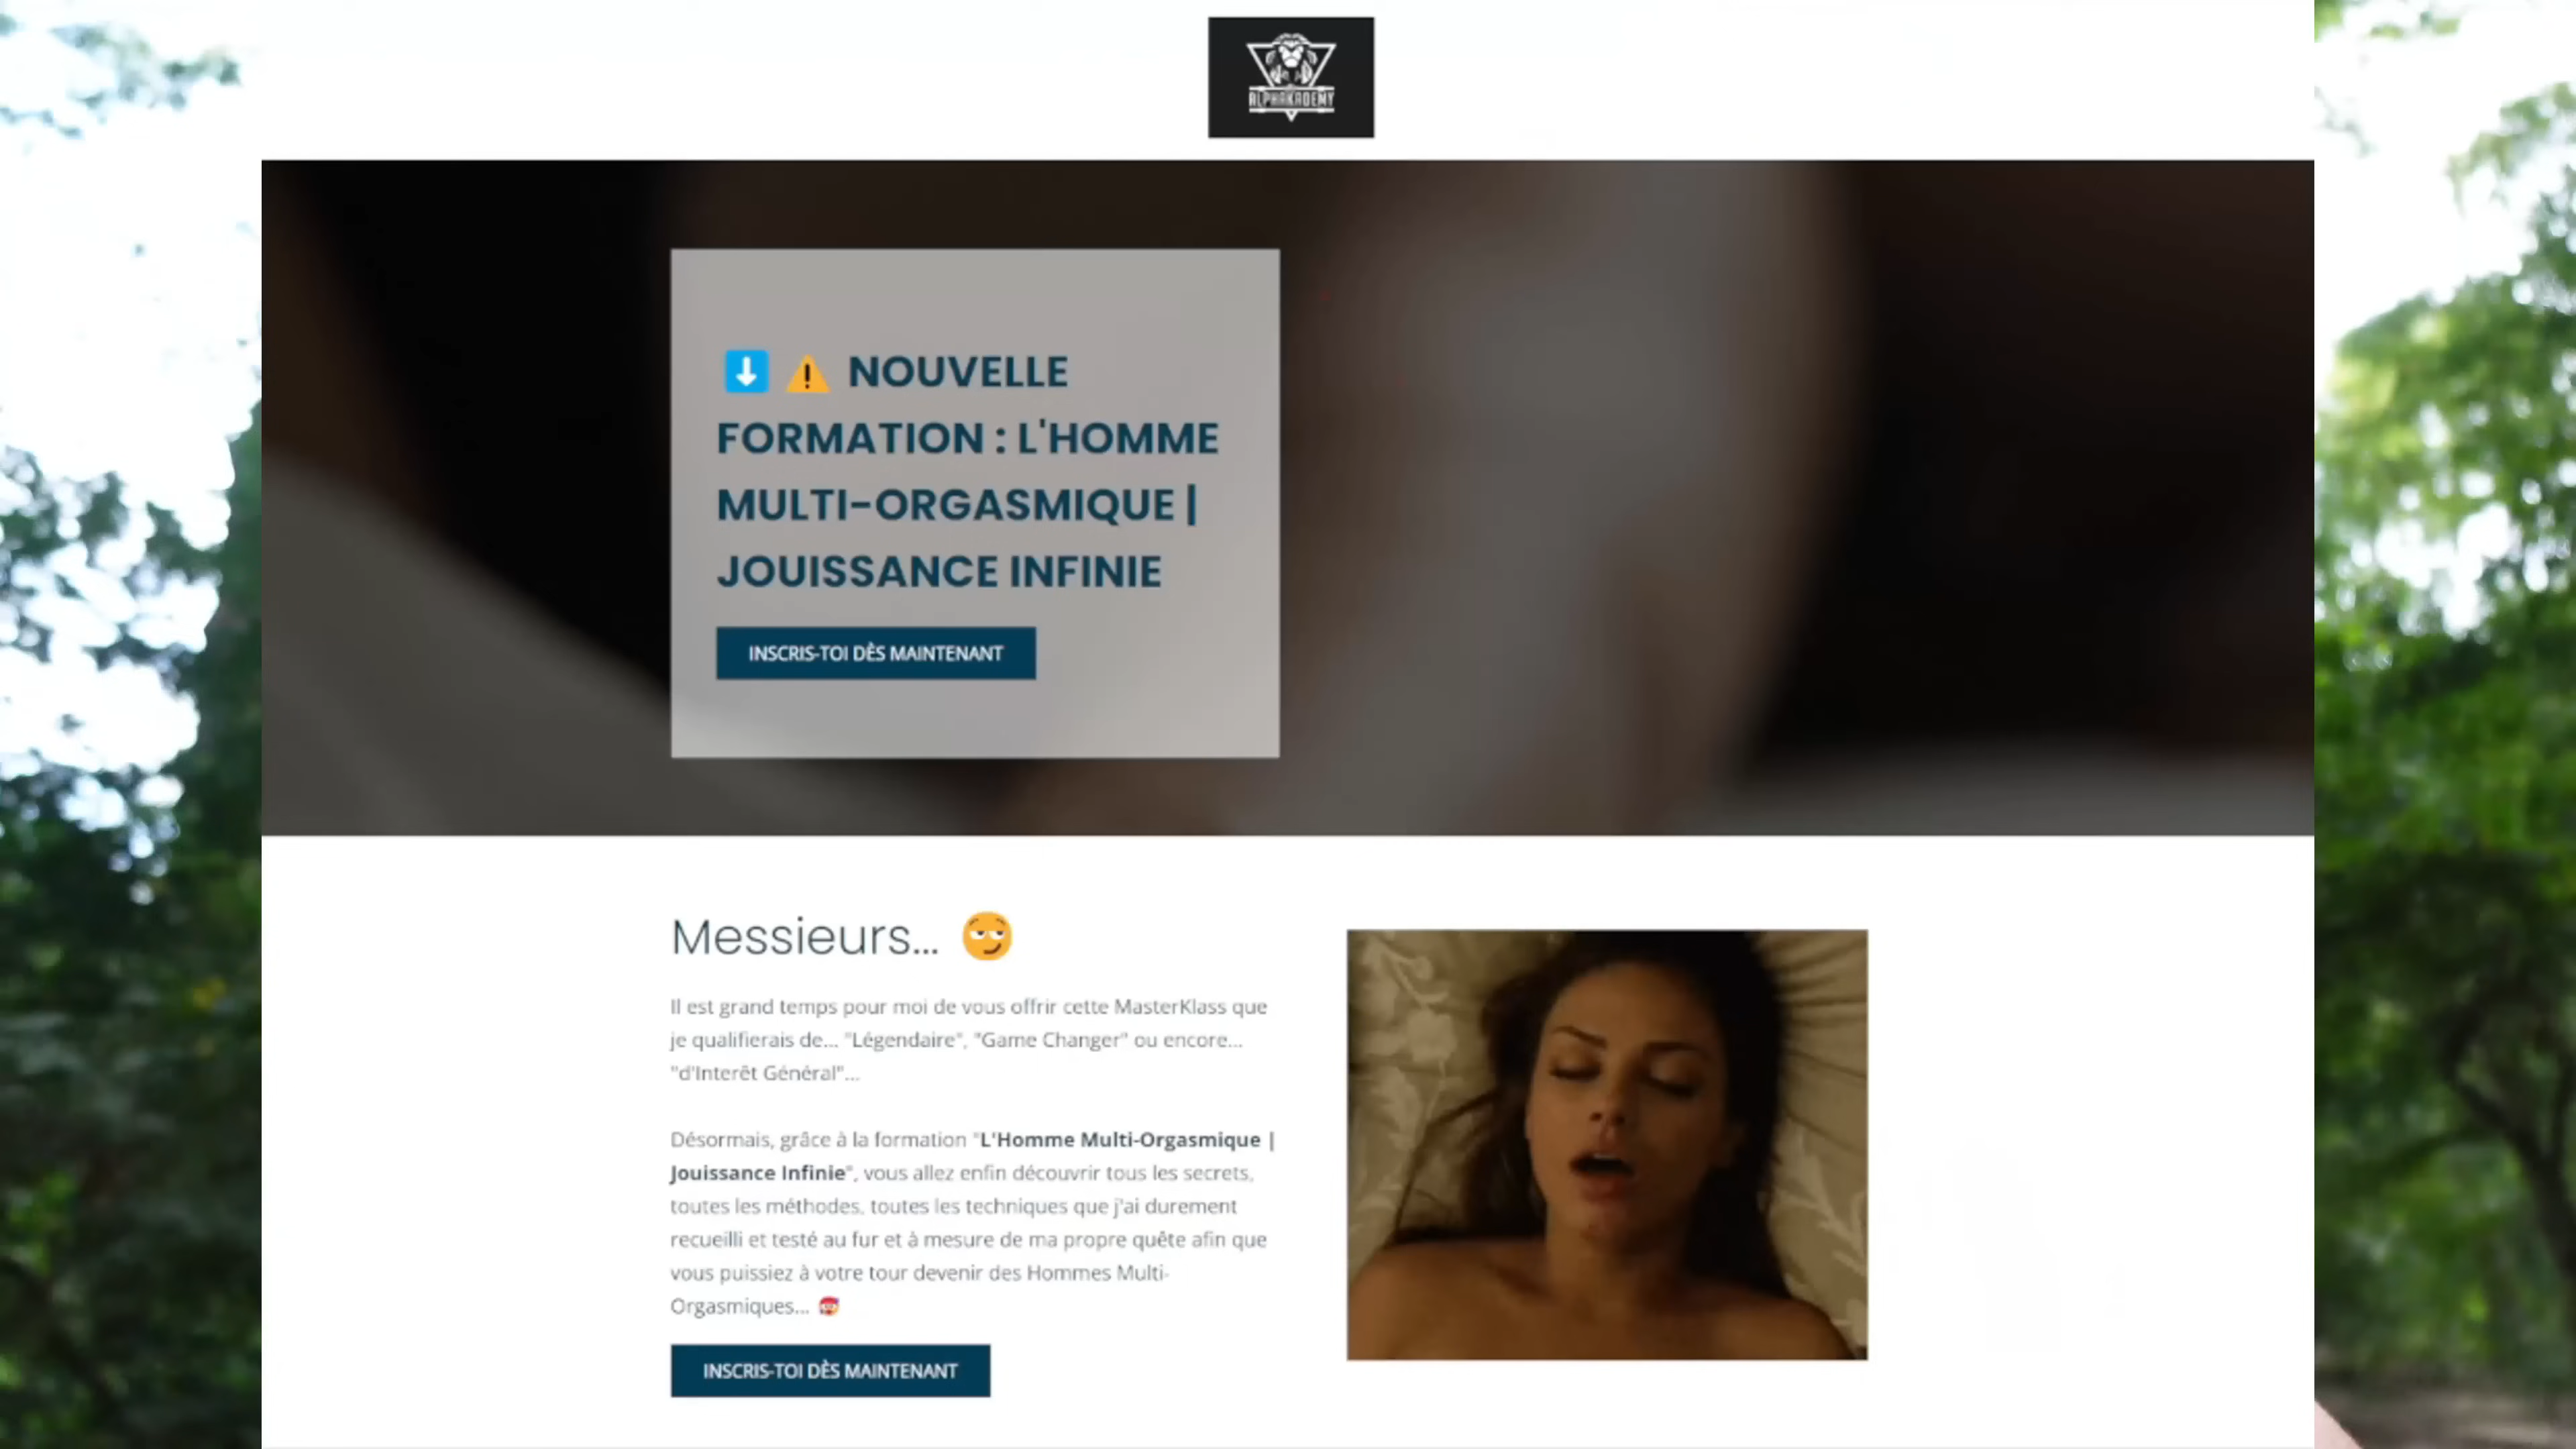 ALPHAKADEMY
⬇️ ⚠️ NOUVELLE
FORMATION : L'HOMME
MULTI-ORGASMIQUE |
JOUISSANCE INFINIE
INSCRIS-TOI DÈS MAINTENANT
Messieurs... 😏
Il est grand temps pour moi de vous offrir cette MasterKlass que
je qualifierais de... "Légendaire", "Game Changer" ou encore...
"d'Interêt Général"...
Désormais, grâce à la formation "L'Homme Multi-Orgasmique |
Jouissance Infinie", vous allez enfin découvrir tous les secrets,
toutes les méthodes, toutes les techniques que j'ai durement
recueilli et testé au fur et à mesure de ma propre quête afin que
vous puissiez à votre tour devenir des Hommes Multi-
Orgasmiques...
INSCRIS-TOI DÈS MAINTENANT